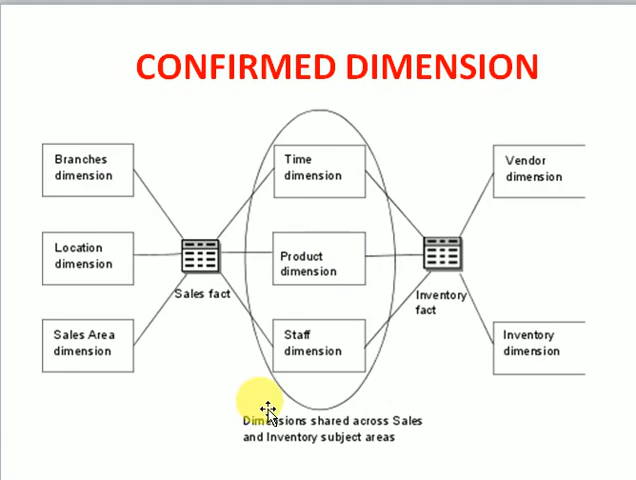 CONFIRMED DIMENSION
Branches
dimension
Time
dimension
Vendor
dimension
Location
dimension
Product
dimension
Sales fact
Inventory
fact
Sales Area
dimension
Staff
dimension
Inventory
dimension
Dimensions shared across Sales
and Inventory subject areas